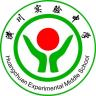 潢川实验中学
Huangchuan Experimental Middle School